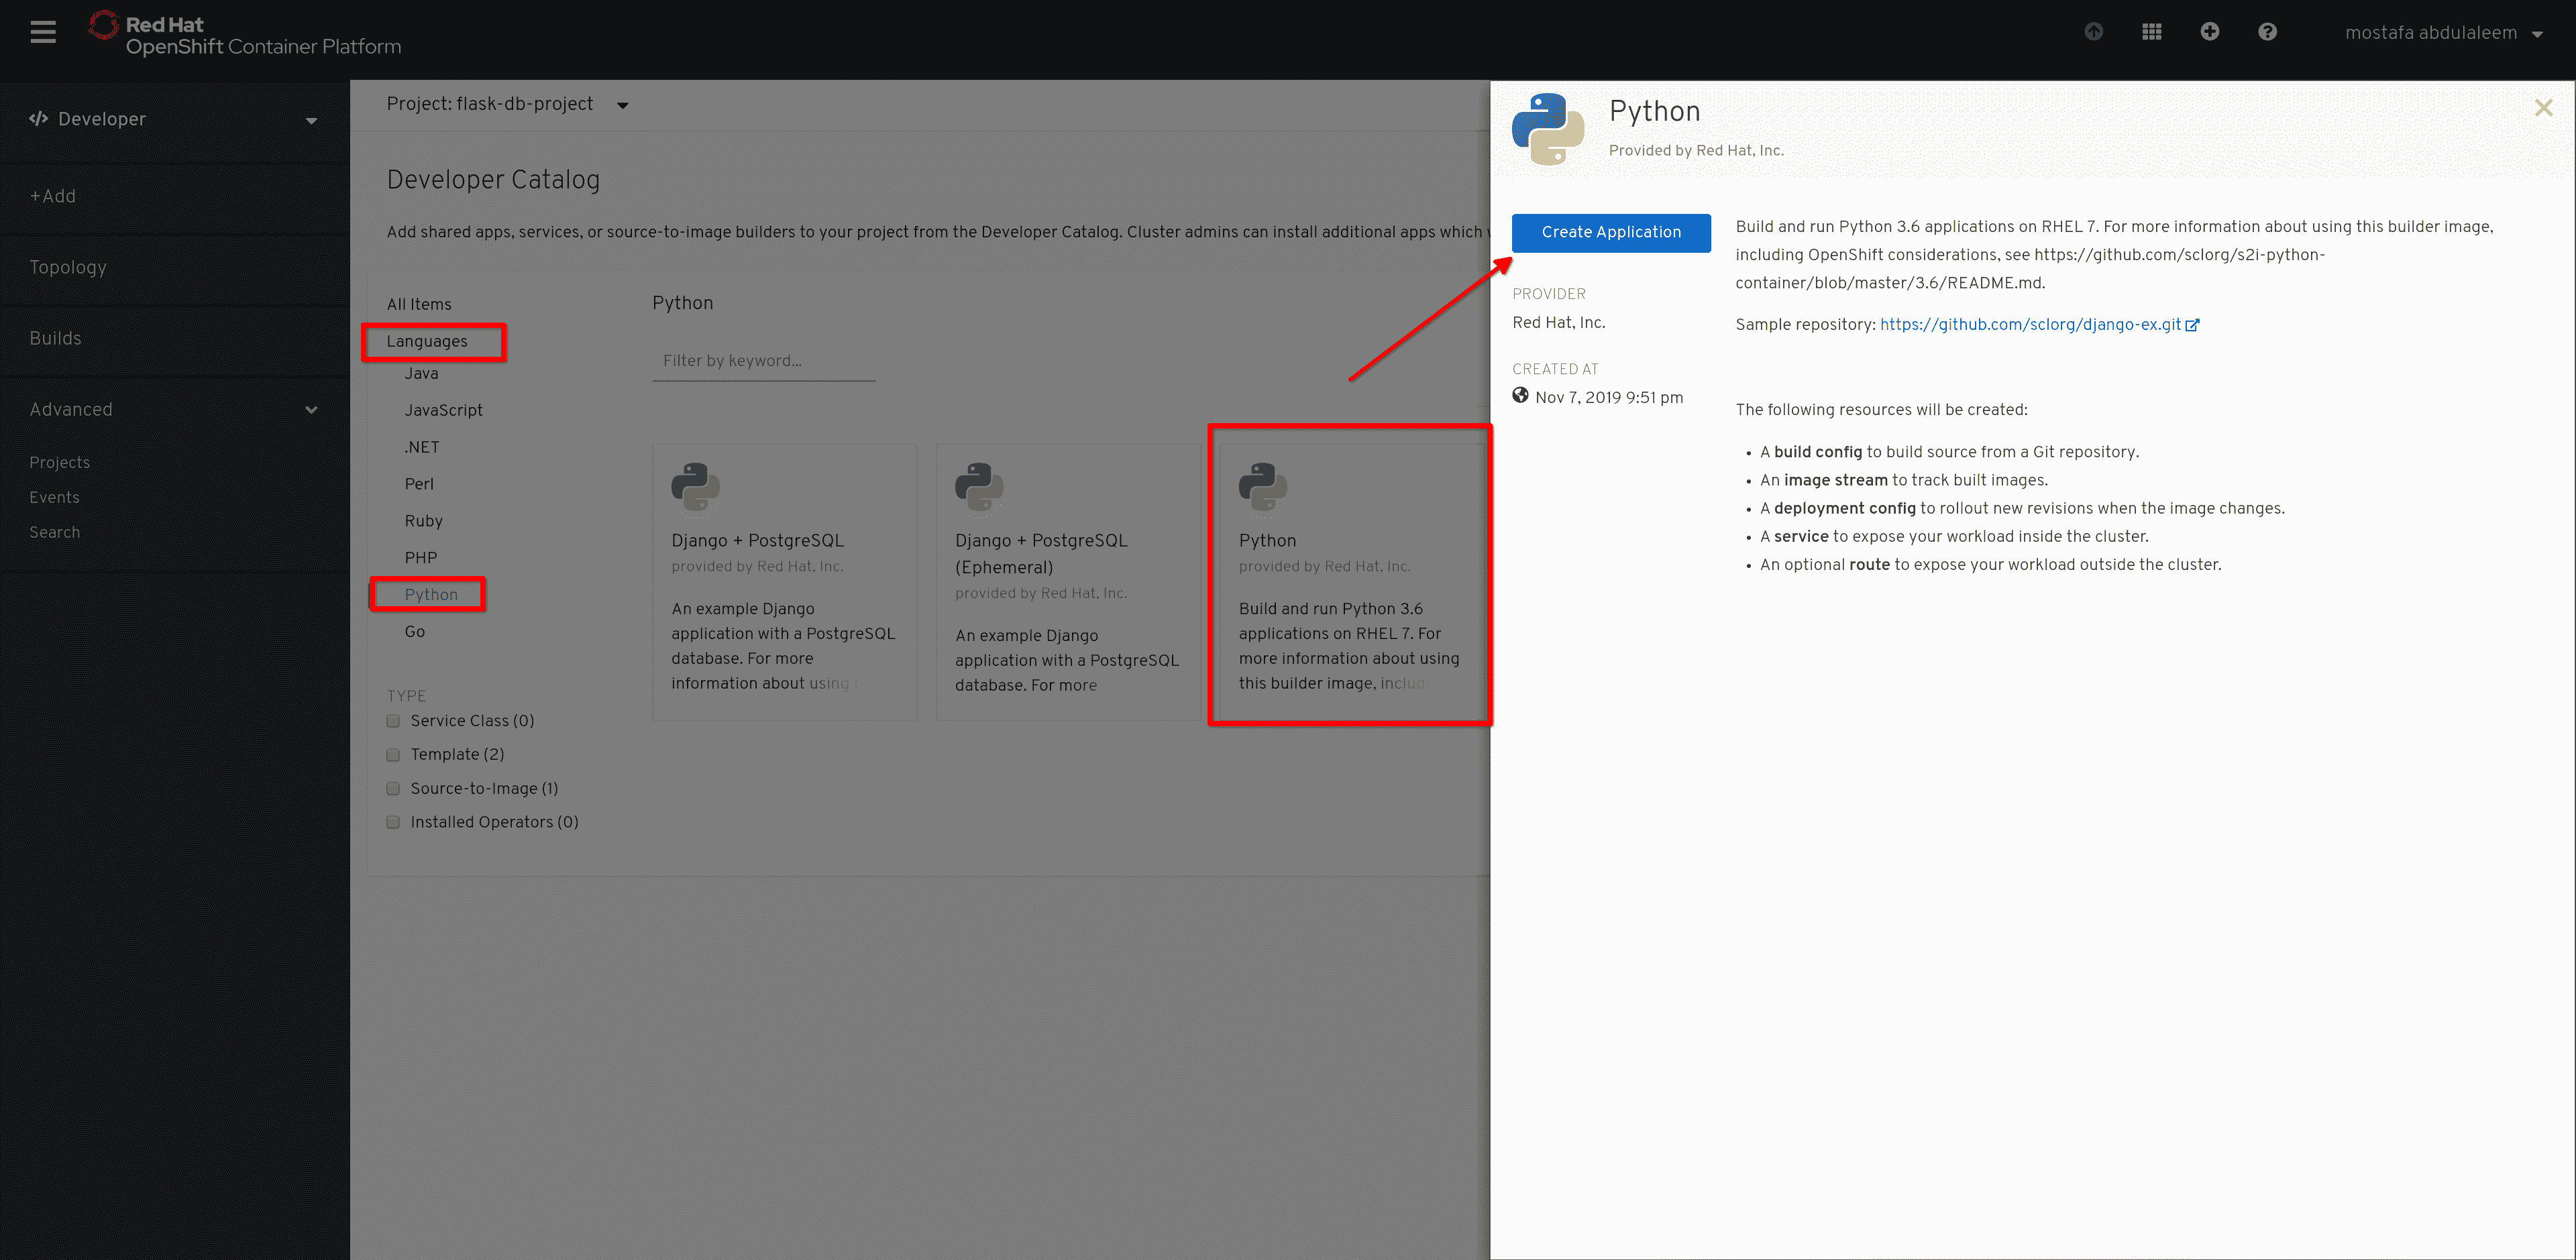 Red Hat
OpenShift Container Platform
mostafa abdulaleem
Developer
+Add
Topology
Builds
Advanced
Projects
Events
Search
Project: flask-db-project
Developer Catalog
Add shared apps, services, or source-to-image builders to your project from the Developer Catalog. Cluster admins can install additional apps which
All Items
Languages
Java
JavaScript
.NET
Perl
Ruby
PHP
Python
Go
TYPE
Service Class (0)
Template (2)
Source-to-Image (1)
Installed Operators (0)
Python
Filter by keyword...
Django + PostgreSQL
provided by Red Hat, Inc.
An example Django
application with a PostgreSQL
database. For more
information about using
Django + PostgreSQL
(Ephemeral)
provided by Red Hat, Inc.
An example Django
application with a PostgreSQL
database. For more
Python
provided by Red Hat, Inc.
Build and run Python 3.6
applications on RHEL 7. For
more information about using
this builder image, includ
Python
Provided by Red Hat, Inc.
Create Application
PROVIDER
Red Hat, Inc.
CREATED AT
Nov 7, 2019 9:51 pm
Build and run Python 3.6 applications on RHEL 7. For more information about using this builder image,
including OpenShift considerations, see https://github.com/sclorg/s2i-python-
container/blob/master/3.6/README.md.
Sample repository: https://github.com/sclorg/django-ex.git
The following resources will be created:
• A build config to build source from a Git repository.
• An image stream to track built images.
• A deployment config to rollout new revisions when the image changes.
• A service to expose your workload inside the cluster.
• An optional route to expose your workload outside the cluster.